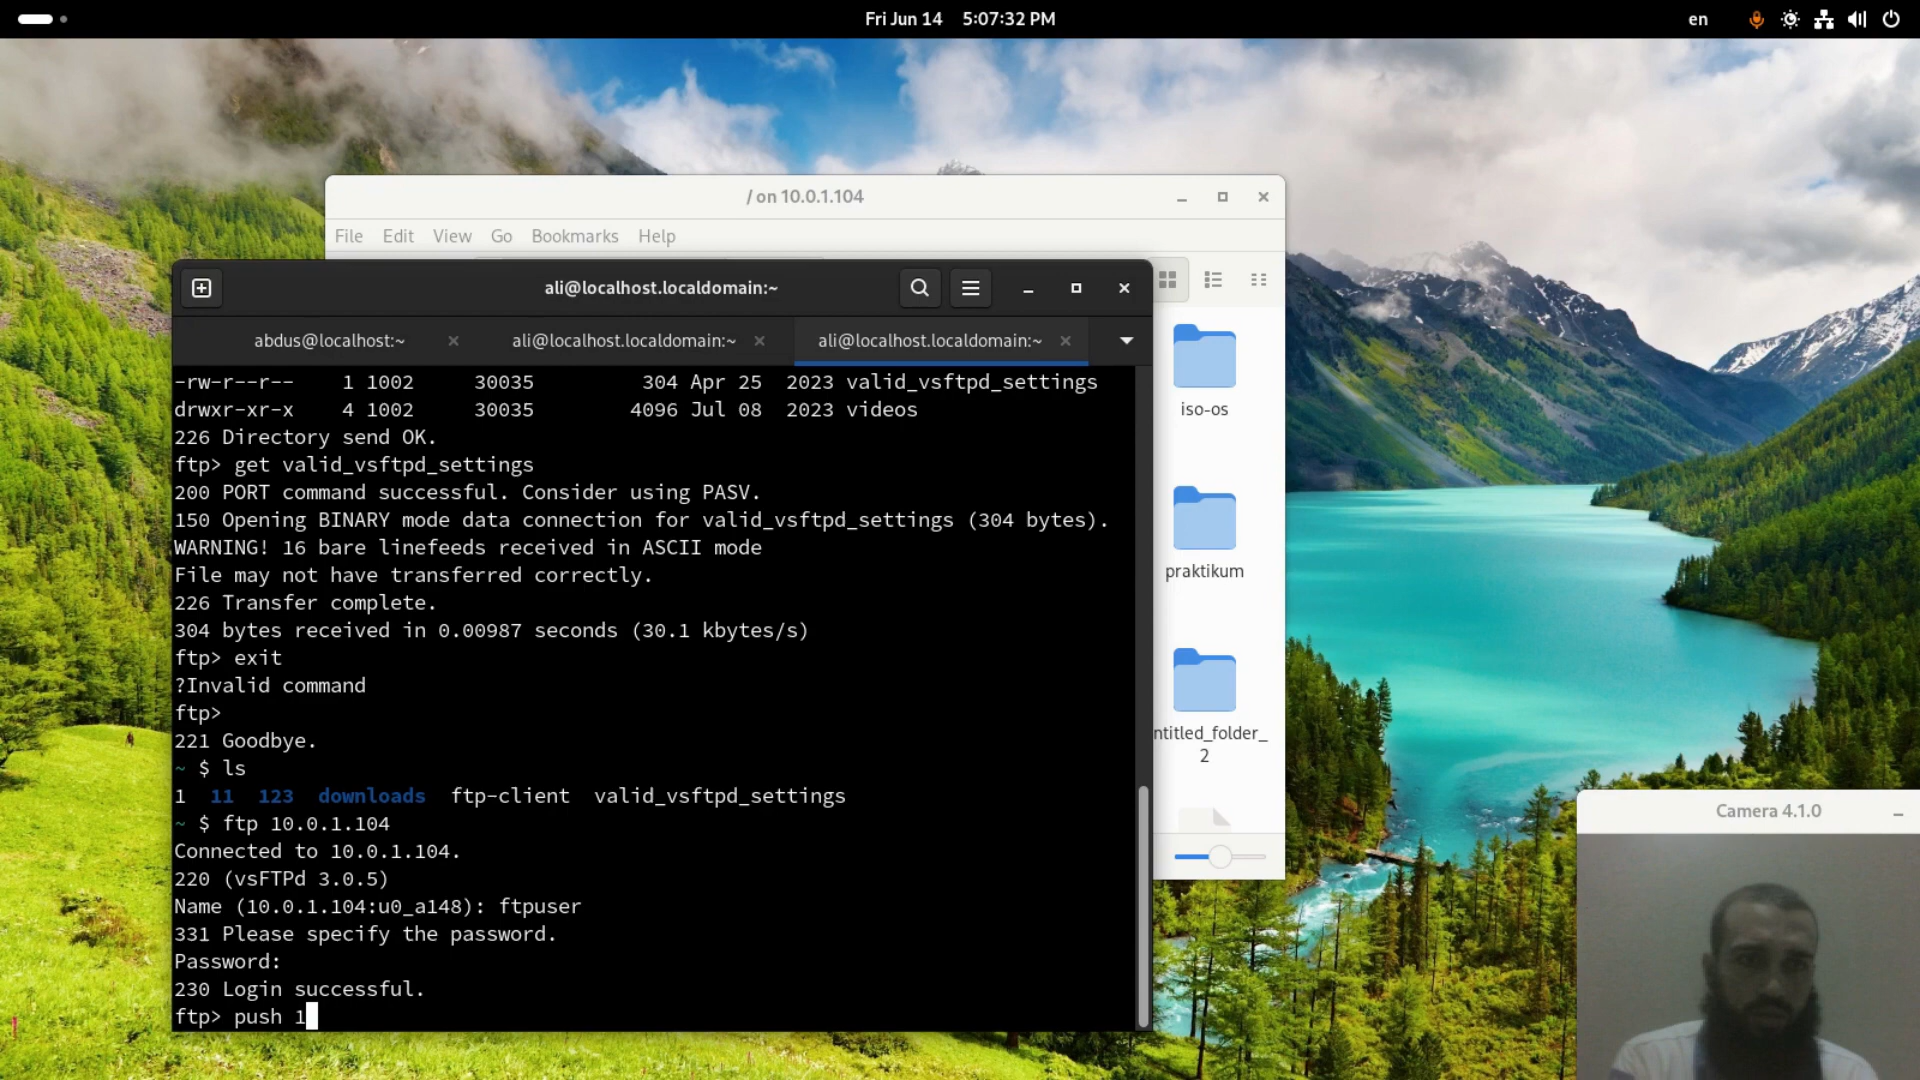 Fri Jun 14 5:07:32 PM
en
/ on 10.0.1.104
File Edit View Go Bookmarks Help
ali@localhost.localdomain:~
abdus@localhost:~ ali@localhost.localdomain:~ ali@localhost.localdomain:~
-rw-r--r-- 1 1002 30035 304 Apr 25 2023 valid_vsftpd_settings
drwxr-xr-x 4 1002 30035 4096 Jul 08 2023 videos
226 Directory send OK.
ftp> get valid_vsftpd_settings
200 PORT command successful. Consider using PASV.
150 Opening BINARY mode data connection for valid_vsftpd_settings (304 bytes).
WARNING! 16 bare linefeeds received in ASCII mode
File may not have transferred correctly.
226 Transfer complete.
304 bytes received in 0.00987 seconds (30.1 kbytes/s)
ftp> exit
?Invalid command
ftp>
221 Goodbye.
~ $ ls
1 11 123 downloads ftp-client valid_vsftpd_settings
~ $ ftp 10.0.1.104
Connected to 10.0.1.104.
220 (vsFTPd 3.0.5)
Name (10.0.1.104:u0_a148): ftpuser
331 Please specify the password.
Password:
230 Login successful.
ftp> push 1
iso-os
praktikum
ntitled_folder_
2
Camera 4.1.0